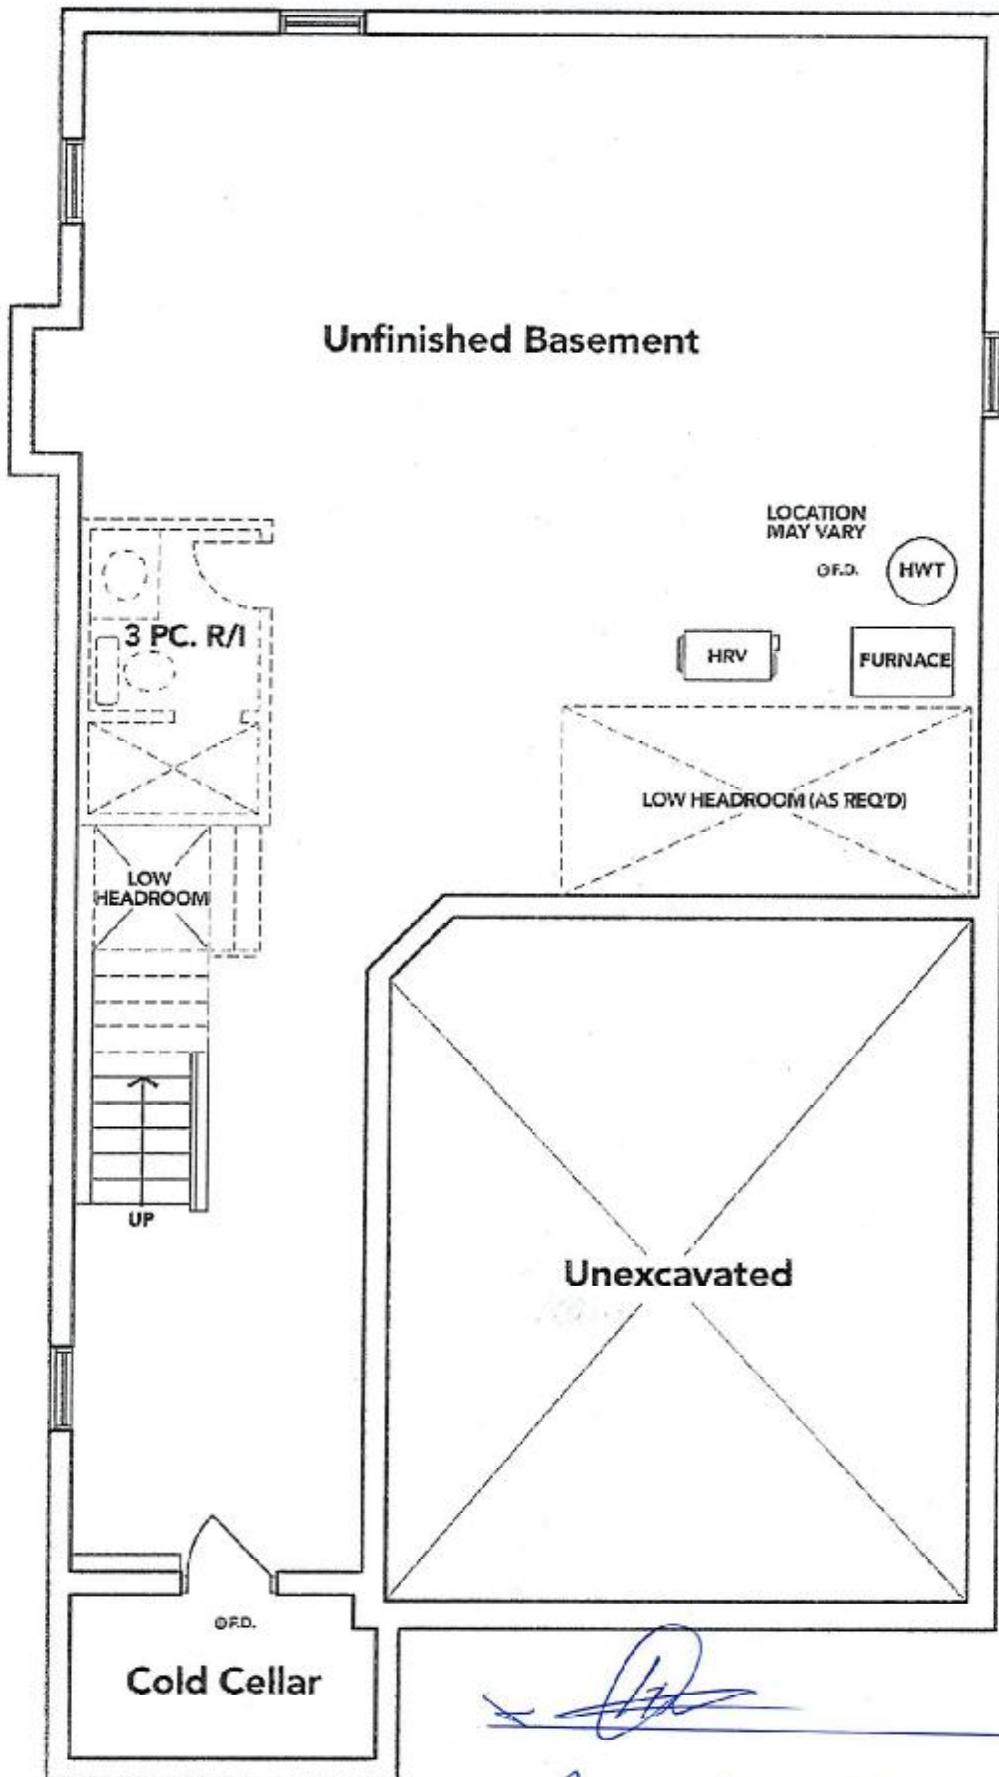 Unfinished Basement
LOCATION
MAY VARY
F.D.
HWT
3 PC. R/I
HRV
FURNACE
LOW HEADROOM (AS REQ'D)
LOW
HEADROOM
UP
Unexcavated
F.D.
Cold Cellar